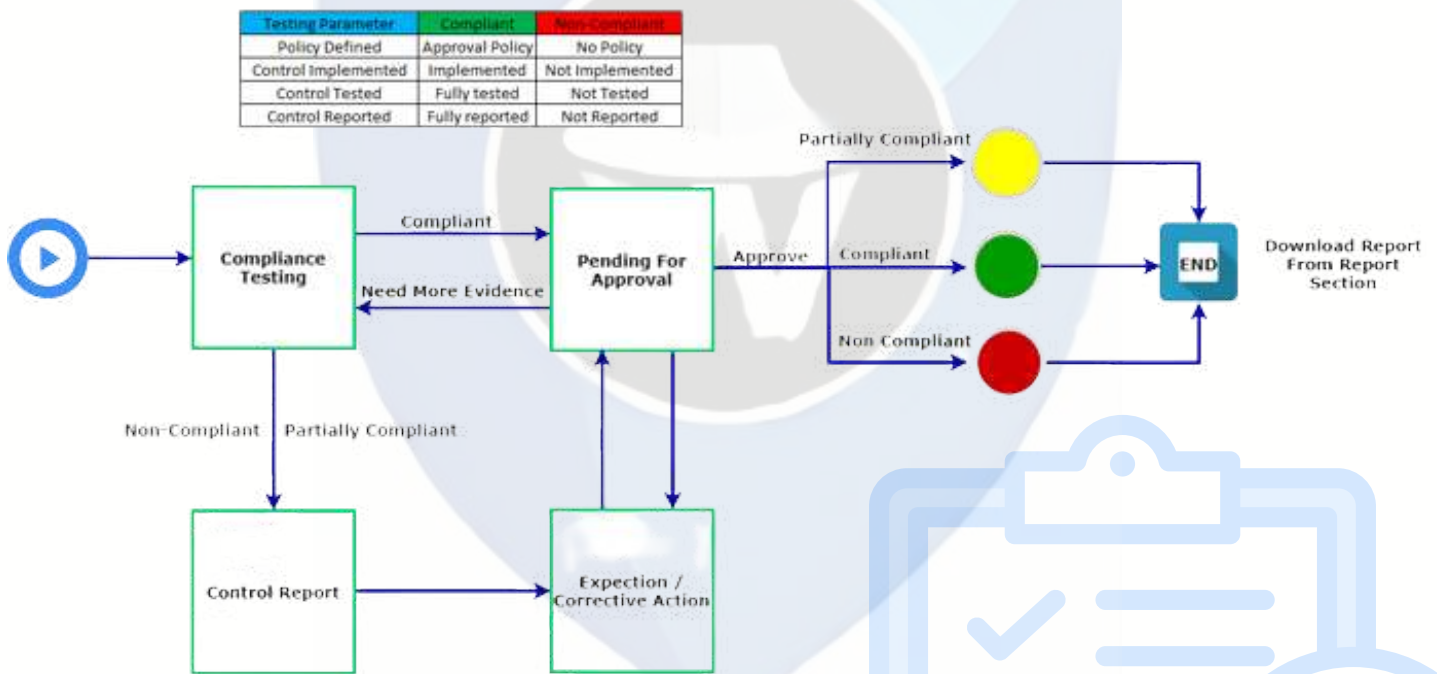 Testing Parameter Compliant Non-Compliant
Policy Defined Approval Policy No Policy
Control Implemented Implemented Not Implemented
Control Tested Fully tested Not Tested
Control Reported Fully reported Not Reported
Partially Compliant
Compliant
Compliance
Testing
Need More Evidence
Pending For
Approval
Approve
Compliant
Non Compliant
END
Download Report
From Report
Section
Non-Compliant
Partially Compliant
Control Report
Expection /
Corrective Action